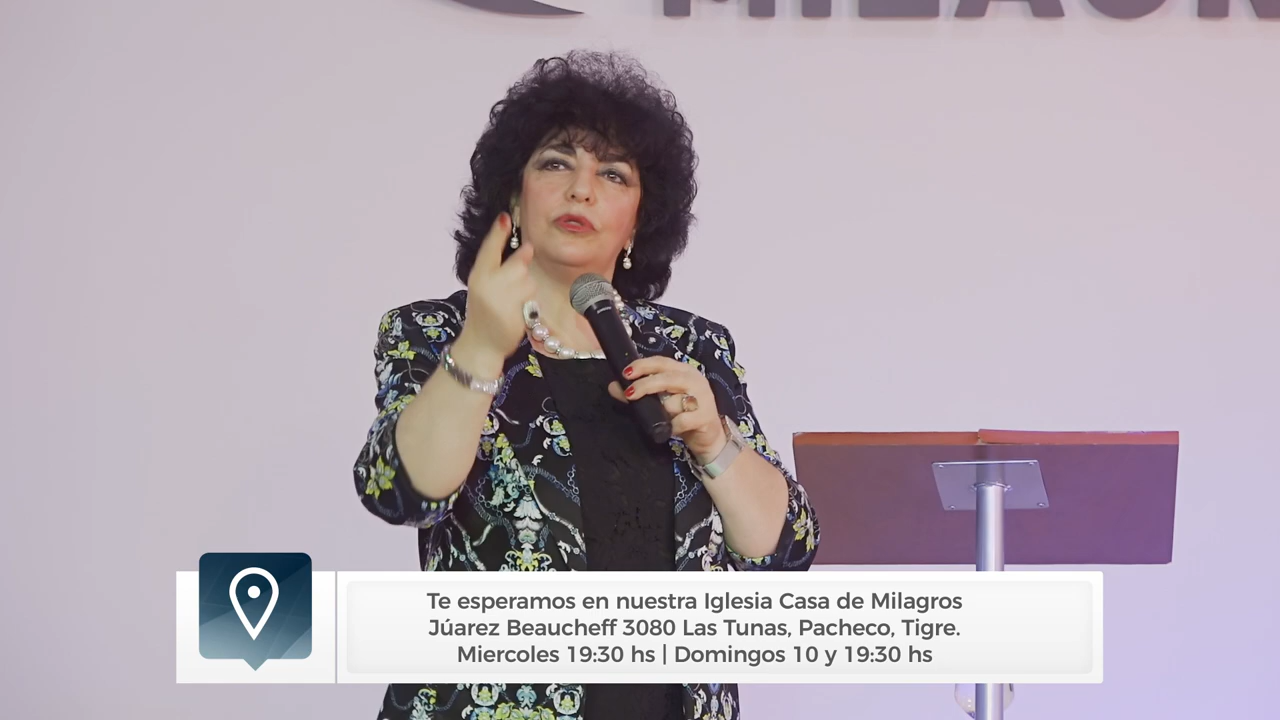 Te esperamos en nuestra Iglesia Casa de Milagros
Júarez Beaucheff 3080 Las Tunas, Pacheco, Tigre.
Miercoles 19:30 hs | Domingos 10 y 19:30 hs